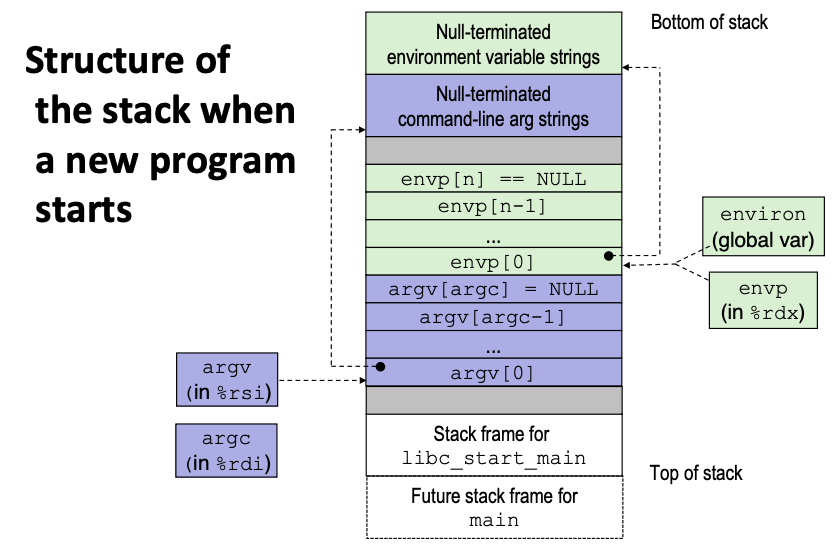 Structure of
the stack when
a new program
starts
Null-terminated
environment variable strings
Bottom of stack
Null-terminated
command-line arg strings
envp[n] == NULL
envp[n-1]
...
envp[0]
environ
(global var)
envp
(in %rdx)
argv[argc] = NULL
argv[argc-1]
...
argv[0]
argv
(in %rsi)
argc
(in %rdi)
Stack frame for
libc_start_main
Top of stack
Future stack frame for
main